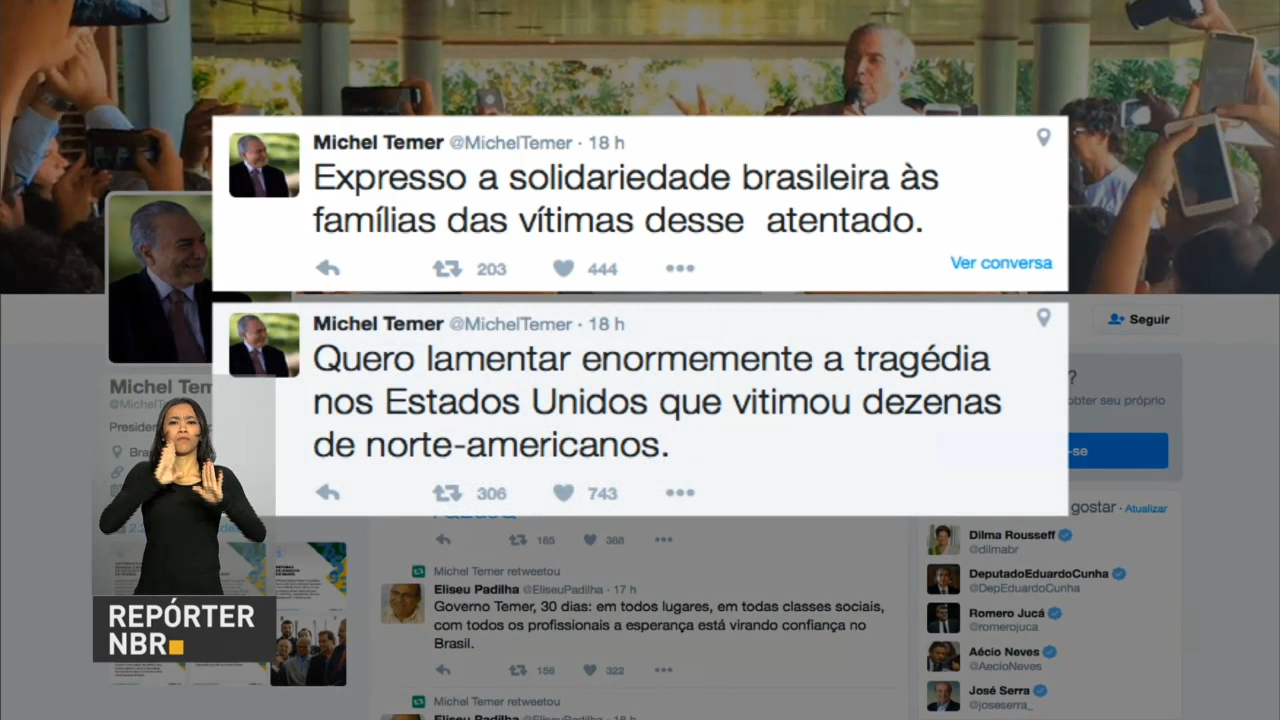 Michel Temer @MichelTemer · 18 h
Expresso a solidariedade brasileira às
famílias das vítimas desse atentado.
203 444 Ver conversa
Michel Temer @MichelTemer · 18 h
Quero lamentar enormemente a tragédia
nos Estados Unidos que vitimou dezenas
de norte-americanos.
306 743
Seguir
Michel Tem
@MichelT
Presiden
Bra
?
obter seu próprio
-se
gostar · Atualizar
Dilma Rousseff
@dilmabr
DeputadoEduardoCunha
@DepEduardoCunha
Romero Jucá
@romerojuca
Aécio Neves
@AecioNeves
José Serra
@joseserra_
185 368
Michel Temer retweetou
Eliseu Padilha @EliseuPadilha · 17 h
Governo Temer, 30 dias: em todos lugares, em todas classes sociais,
com todos os profissionais a esperança está virando confiança no
Brasil.
156 322
Michel Temer retweetou
Eliseu Padilha @EliseuPadilha · 18 h
REPÓRTER
NBR